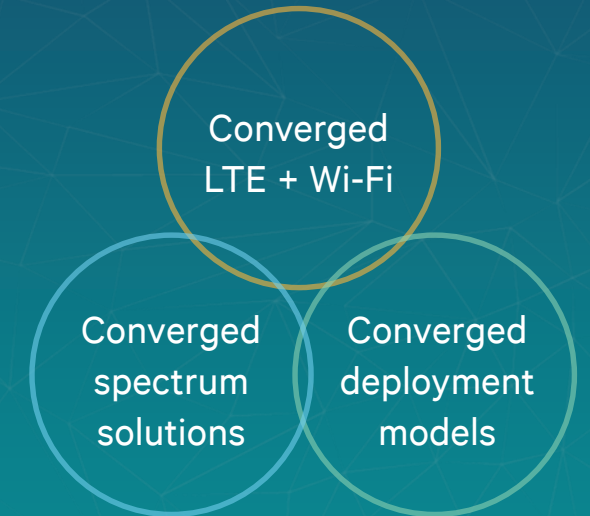 Converged
LTE + Wi-Fi
Converged
spectrum
solutions
Converged
deployment
models